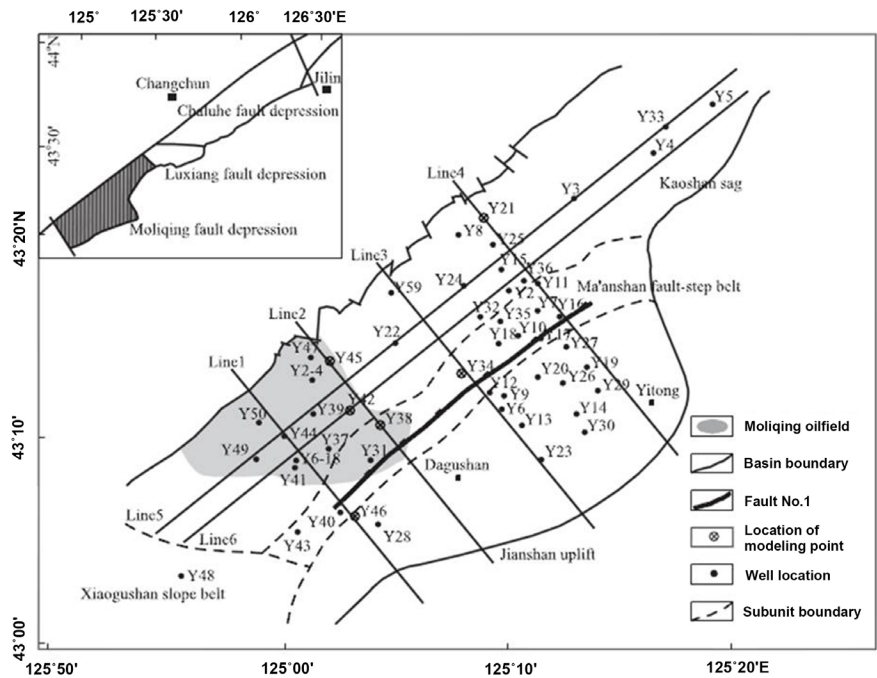 125° 125°30' 126° 126°30'E
44°N
43°30'
Changchun
Jilin
Chaluhe fault depression
Luxiang fault depression
Moliqing fault depression
43°20'N
43°10'
43°00'
125°50'
125°00'
125°10'
125°20'E
Y5
Y33
Y4
Kaoshan sag
Line4
Y3
Y21
Y8
Y25
Line3
Y15
Y36
Y59
Y24
Y2
Y11
Ma'anshan fault-step belt
Line2
Y32
Y35
Y7
Y16
Y22
Y18
Y10
Y17
Y27
Line1
Y47
Y45
Y34
Y19
Y2-4
Y20
Y26
Y29
Yitong
Y12
Y9
Y50
Y39
Y42
Y38
Y6
Y14
Y13
Y30
Y44
Y37
Y49
Y6-18
Y31
Y23
Y41
Dagushan
Line5
Y40
Y46
Line6
Y43
Y28
Jianshan uplift
Y48
Xiaogushan slope belt
Moliqing oilfield
Basin boundary
Fault No.1
Location of
modeling point
Well location
Subunit boundary